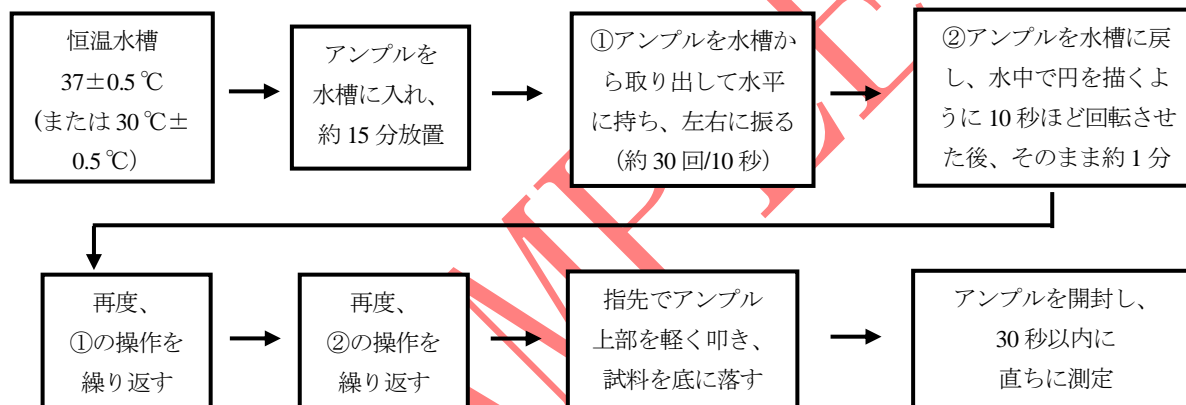 恒温水槽
37±0.5 ℃
(または 30 ℃±
0.5 ℃)
アンプルを
水槽に入れ、
約 15 分放置
①アンプルを水槽か
ら取り出して水平
に持ち、左右に振る
(約 30 回/10 秒)
②アンプルを水槽に戻
し、水中で円を描くよ
うに 10 秒ほど回転させ
た後、そのまま約 1 分
再度、
①の操作を
繰り返す
再度、
②の操作を
繰り返す
指先でアンプル
上部を軽く叩き、
試料を底に落す
アンプルを開封し、
30 秒以内に
直ちに測定